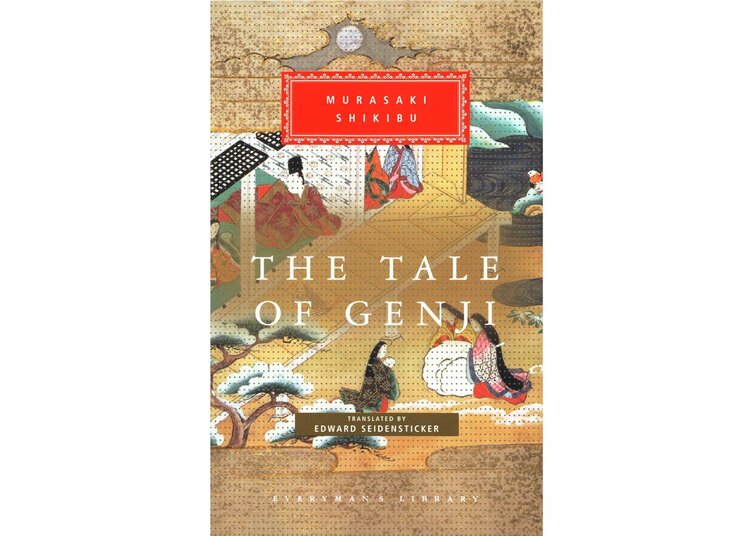 MURASAKI
SHIKIBU
THE TALE
OF GENJI
TRANSLATED BY
EDWARD SEIDENSTICKER
EVERYMAN'S LIBRARY